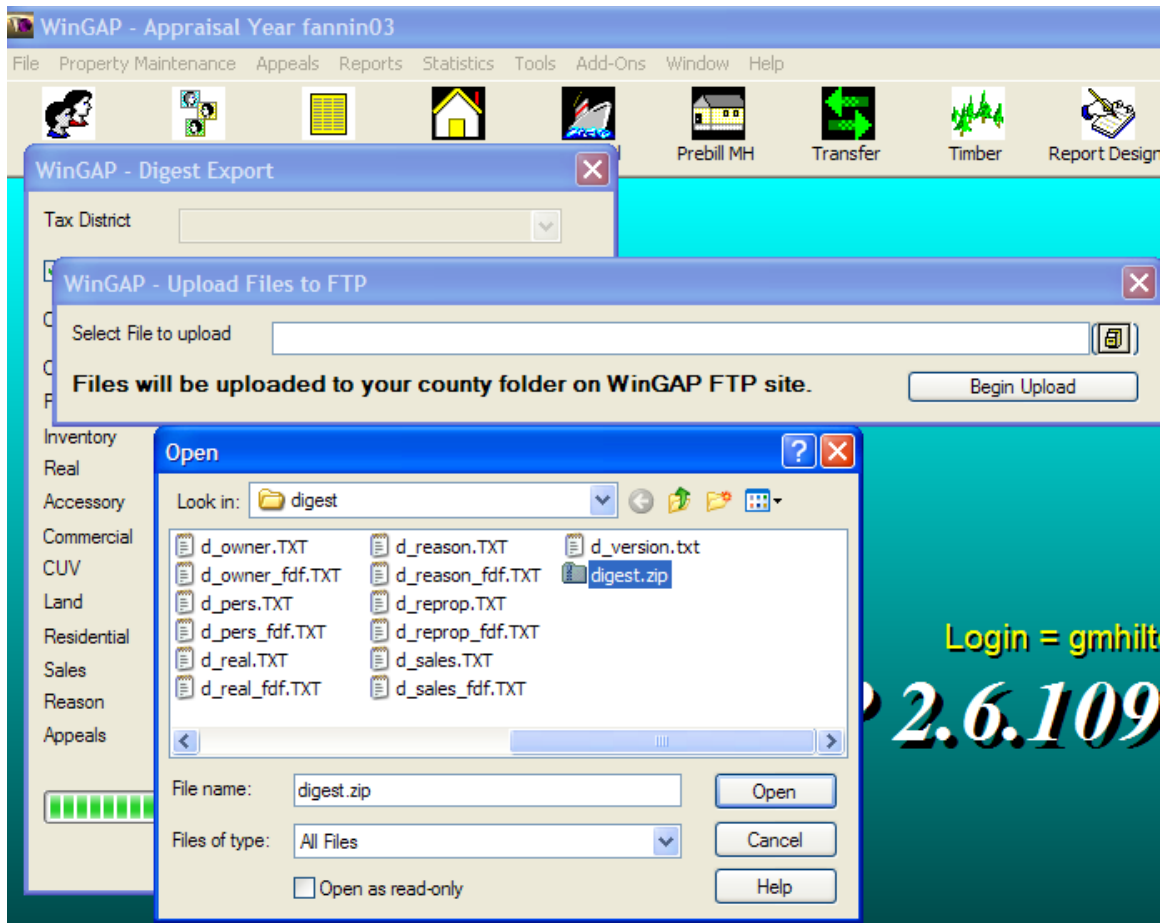 WinGAP - Appraisal Year fannin03
File Property Maintenance Appeals Reports Statistics Tools Add-Ons Window Help
Prebill MH Transfer Timber Report Design
WinGAP - Digest Export
Tax District
WinGAP - Upload Files to FTP
Select File to upload
Files will be uploaded to your county folder on WinGAP FTP site.
Begin Upload
Inventory
Real
Accessory
Commercial
CUV
Land
Residential
Sales
Reason
Appeals
Open
Look in: digest
d_owner.TXT d_reason.TXT d_version.txt
d_owner_fdf.TXT d_reason_fdf.TXT digest.zip
d_pers.TXT d_reprop.TXT
d_pers_fdf.TXT d_reprop_fdf.TXT
d_real.TXT d_sales.TXT
d_real_fdf.TXT d_sales_fdf.TXT
File name: digest.zip Open
Files of type: All Files Cancel
Open as read-only Help
Login = gmhilt
2.6.109